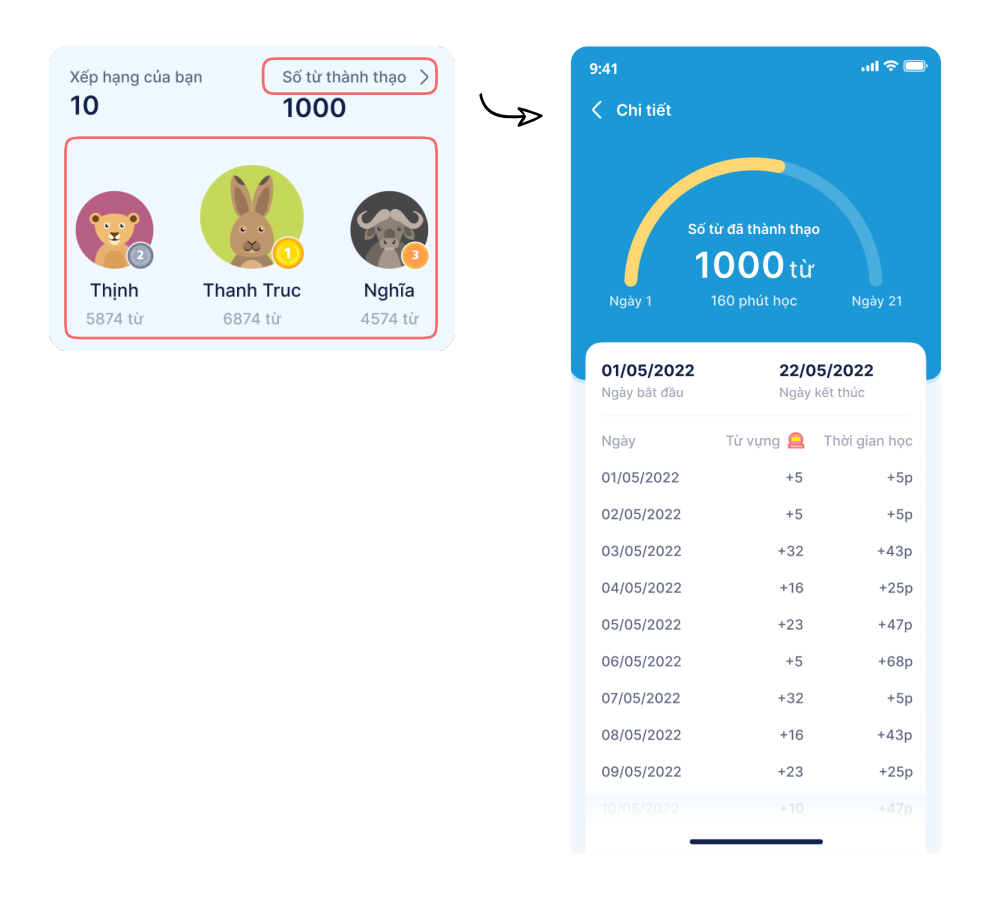 Xếp hạng của bạn
10
Số từ thành thạo
1000
2
1
3
Thịnh
Thanh Truc
Nghĩa
5874 từ
6874 từ
4574 từ
9:41
Chi tiết
Số từ đã thành thạo
1000 từ
Ngày 1
160 phút học
Ngày 21
01/05/2022
22/05/2022
Ngày bắt đầu
Ngày kết thúc
Ngày Từ vựng Thời gian học
01/05/2022 +5 +5p
02/05/2022 +5 +5p
03/05/2022 +32 +43p
04/05/2022 +16 +25p
05/05/2022 +23 +47p
06/05/2022 +5 +68p
07/05/2022 +32 +5p
08/05/2022 +16 +43p
09/05/2022 +23 +25p
10/05/2022 +10 +47p